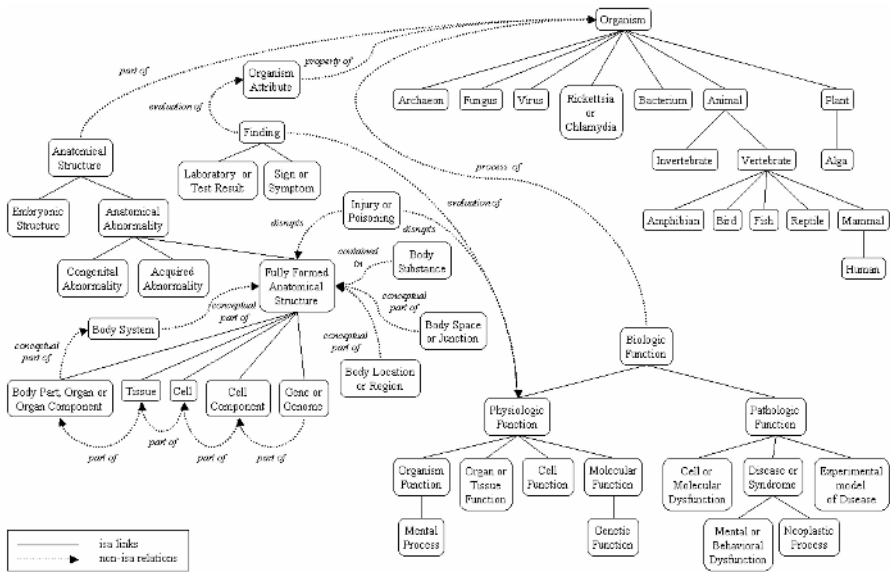 Organism
part of
Organism
Attribute
property of
evaluation of
Archaeon
Fungus
Virus
Rickettsia
or
Chlamydia
Bacterium
Animal
Plant
Finding
Anatomical
Structure
Laboratory or
Test Result
Sign or
Symptom
process of
evaluation of
Invertebrate
Vertebrate
Alga
Embryonic
Structure
Anatomical
Abnormality
Injury or
Poisoning
disrupts
disrupts
Amphibian
Bird
Fish
Reptile
Mammal
Human
contained
in
Body
Substance
Congenital
Abnormality
Acquired
Abnormality
Fully Formed
Anatomical
Structure
conceptual
part of
Body System
conceptual
part of
conceptual
part of
conceptual
part of
Body Space
or Junction
Body Location
or Region
Biologic
Function
Body Part, Organ or
Organ Component
Tissue
Cell
Cell
Component
Gene or
Genome
part of
part of
part of
part of
Physiologic
Function
Pathologic
Function
Organism
Function
Organ or
Tissue
Function
Cell
Function
Molecular
Function
Cell or
Molecular
Dysfunction
Disease or
Syndrome
Experimental
model
of Disease
Mental
Process
Genetic
Function
Mental or
Behavioral
Dysfunction
Neoplastic
Process
isa links
non-isa relations